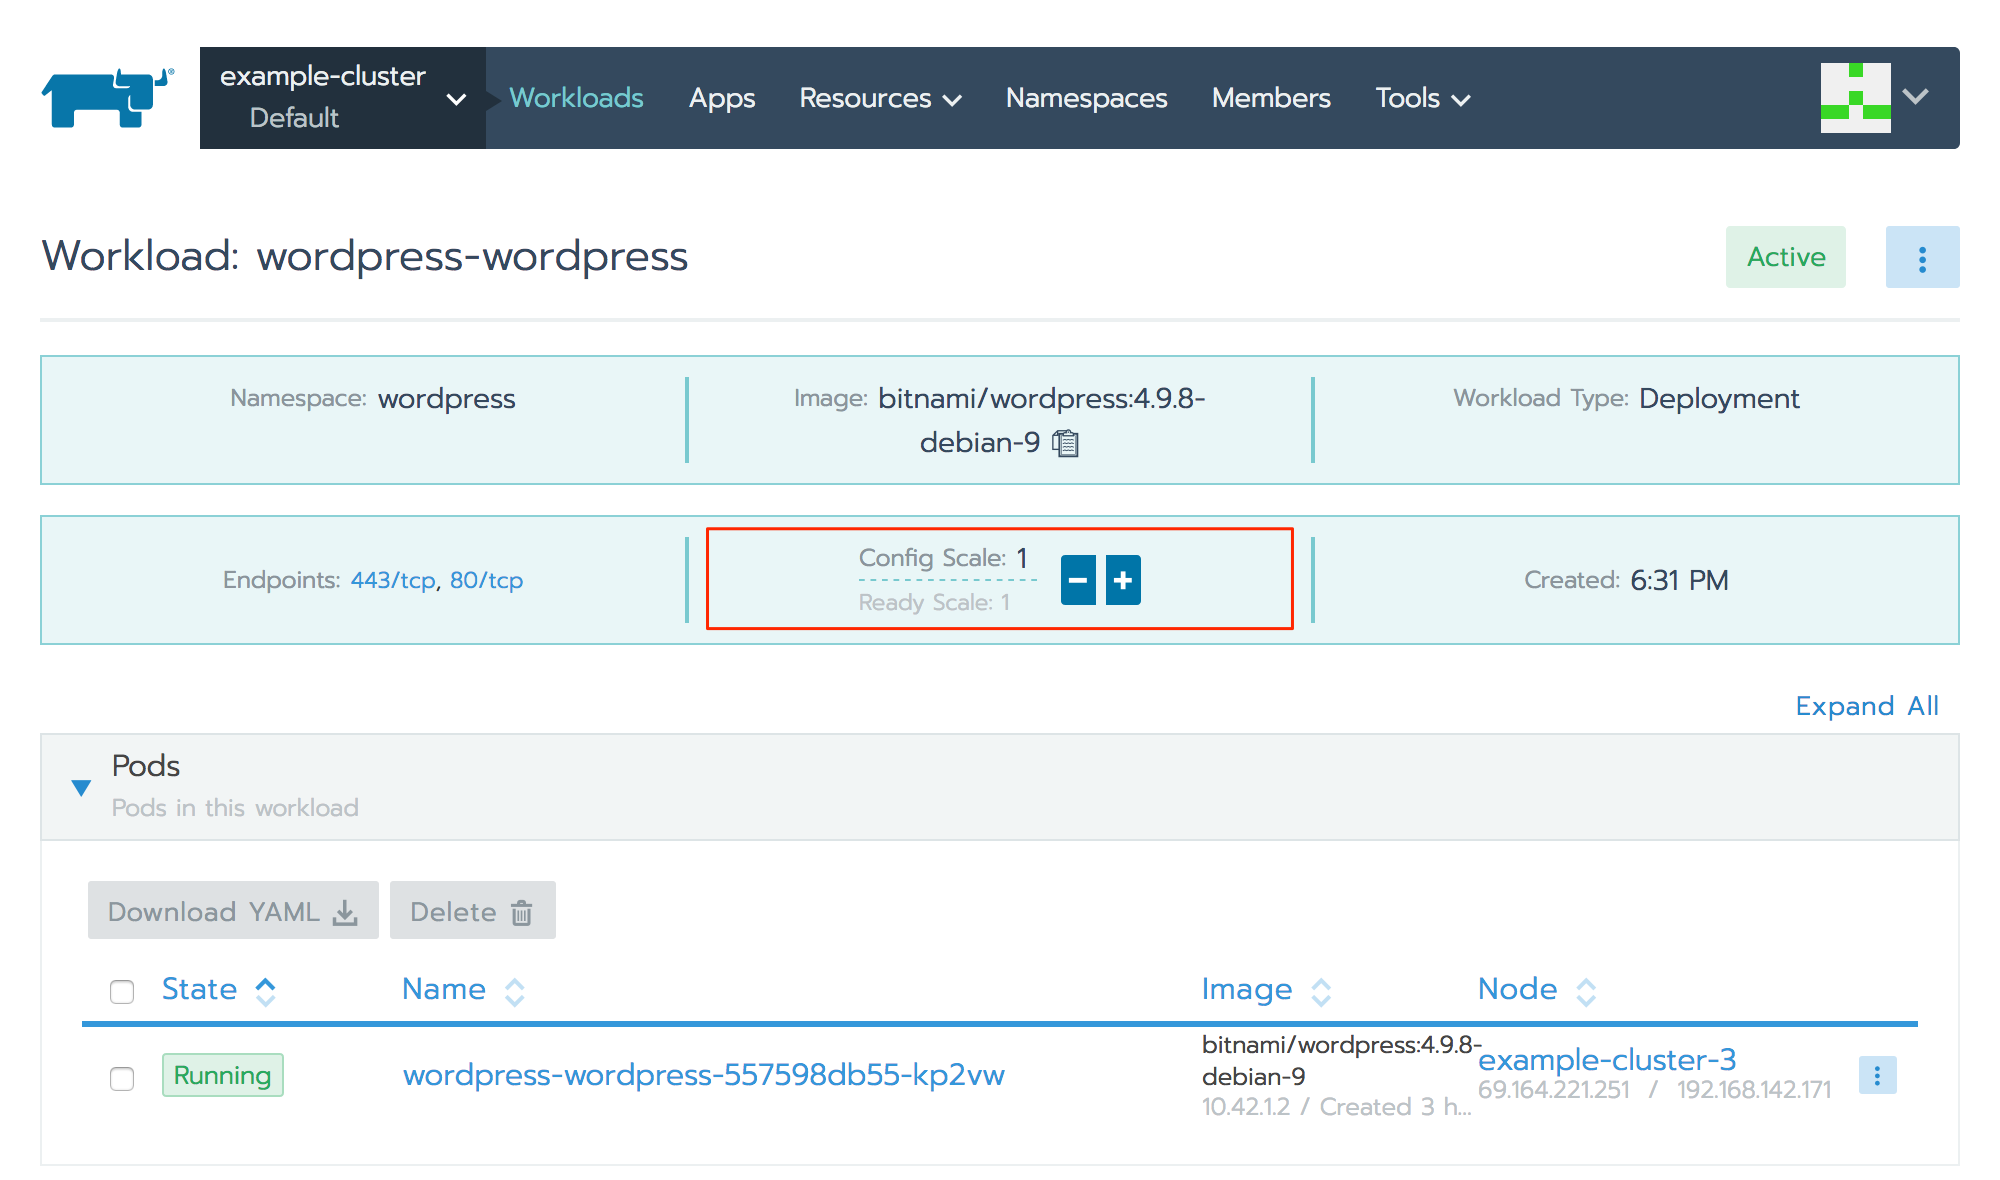 example-cluster
Default
Workloads
Apps
Resources
Namespaces
Members
Tools
Workload: wordpress-wordpress
Active
Namespace: wordpress
Image: bitnami/wordpress:4.9.8-
debian-9
Workload Type: Deployment
Endpoints: 443/tcp, 80/tcp
Config Scale: 1
Ready Scale: 1
Created: 6:31 PM
Expand All
Pods
Pods in this workload
Download YAML
Delete
State
Name
Image
Node
Running
wordpress-wordpress-557598db55-kp2vw
bitnami/wordpress:4.9.8-
debian-9
10.42.1.2 / Created 3 h...
example-cluster-3
69.164.221.251 / 192.168.142.171